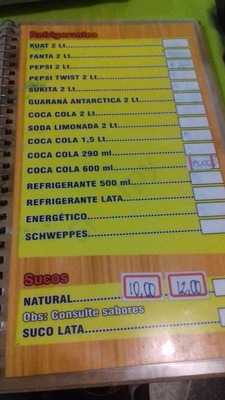 Refrigerantes
KUAT 2 Lt.
FANTA 2 Lt.
PEPSI 2 Lt.
PEPSI TWIST 2 Lt.
SUKITA 2 Lt.
GUARANÁ ANTARCTICA 2 Lt.
COCA COLA 2 Lt.
SODA LIMONADA 2 Lt.
COCA COLA 1,5 Lt.
COCA COLA 290 ml.
COCA COLA 600 ml.
REFRIGERANTE 500 ml.
REFRIGERANTE LATA
ENERGÉTICO
SCHWEPPES
Sucos
NATURAL 10,00 12,00
Obs: Consulte sabores
SUCO LATA